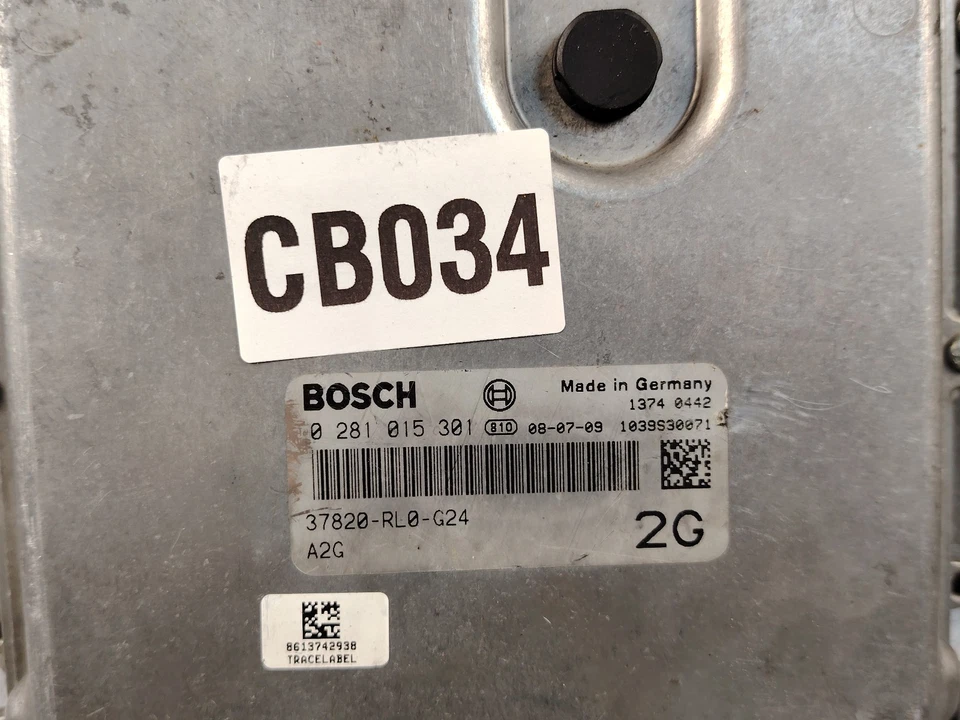 CB034
BOSCH Made in Germany
1374 0442
0 281 015 301 810 08-07-09 1039S30071
37820-RL0-G24 2G
A2G
8613742938
TRACELABEL